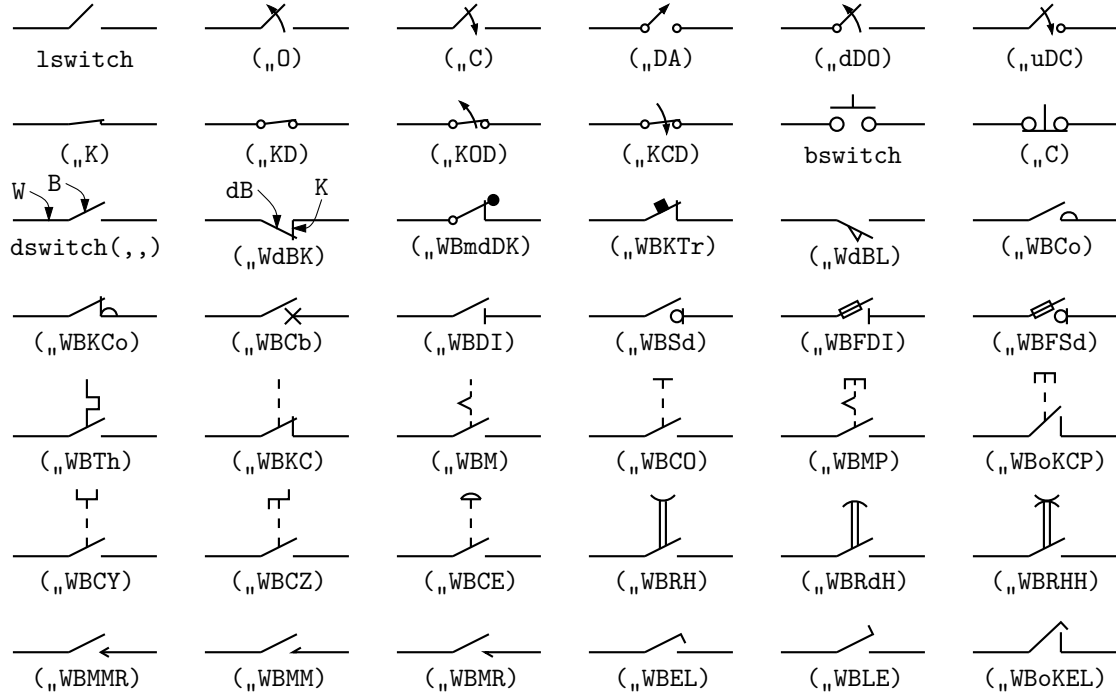 lswitch
(„O)
(„C)
(„DA)
(„dDO)
(„uDC)
(„K)
(„KD)
(„KOD)
(„KCD)
bswitch
(„C)
W
B
dB
K
dswitch(,,)
(„WdBK)
(„WBmdDK)
(„WBKTr)
(„WdBL)
(„WBCo)
(„WBKCo)
(„WBCb)
(„WBDI)
(„WBSd)
(„WBFDI)
(„WBFSd)
(„WBTh)
(„WBKC)
(„WBM)
(„WBCO)
(„WBMP)
(„WBoKCP)
(„WBCY)
(„WBCZ)
(„WBCE)
(„WBRH)
(„WBRdH)
(„WBRHH)
(„WBMMR)
(„WBMM)
(„WBMR)
(„WBEL)
(„WBLE)
(„WBoKEL)